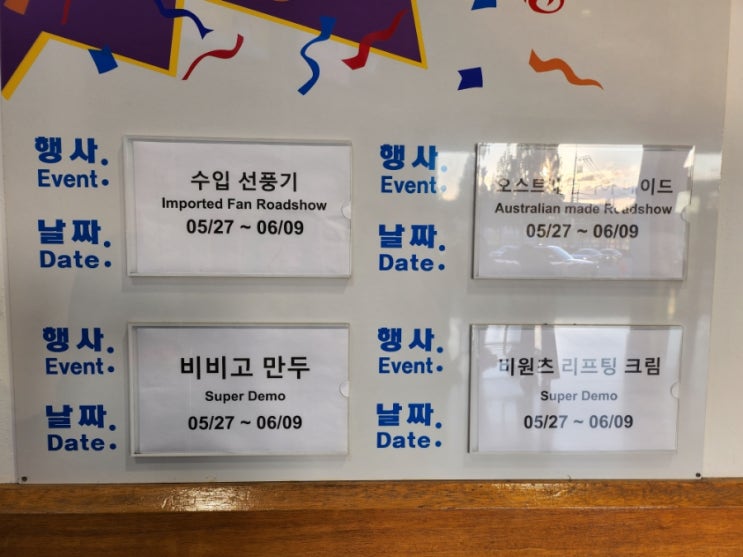 행사.
Event.
수입 선풍기
Imported Fan Roadshow
05/27 ~ 06/09
날짜.
Date.
행사.
Event.
Australian made Roadshow
05/27 ~ 06/09
날짜.
Date.
행사.
Event.
비비고 만두
Super Demo
05/27 ~ 06/09
날짜.
Date.
행사.
Event.
비원츠 리프팅 크림
Super Demo
05/27 ~ 06/09
날짜.
Date.